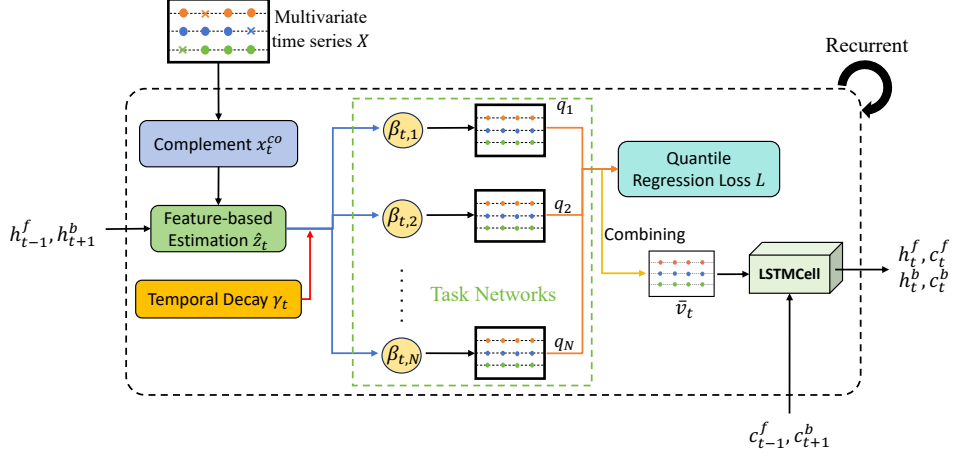 Multivariate
time series X
Recurrent
Complement x_t^{co}
β_{t,1}
q_1
Quantile
Regression Loss L
h_{t-1}^f, h_{t+1}^b
Feature-based
Estimation ẑ_t
β_{t,2}
q_2
Combining
LSTMCell
h_t^f, c_t^f
h_t^b, c_t^b
Temporal Decay γ_t
Task Networks
v̄_t
β_{t,N}
q_N
c_{t-1}^f, c_{t+1}^b